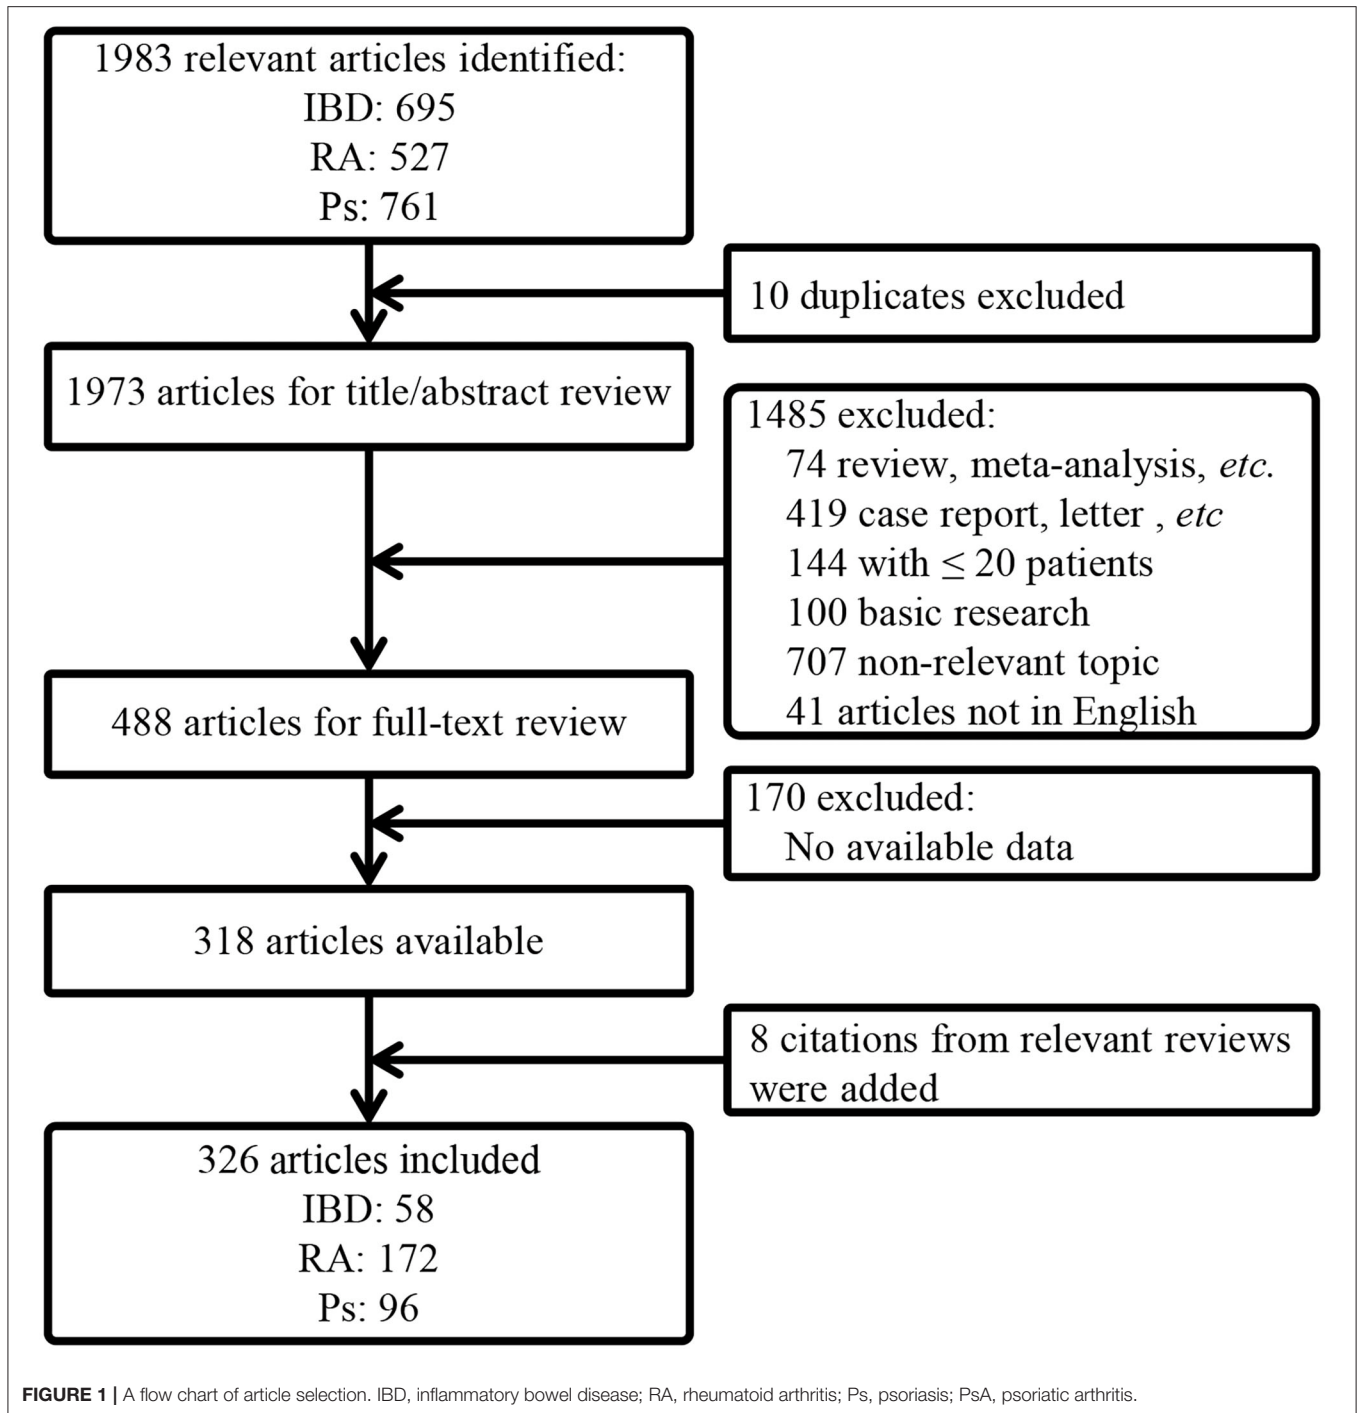 1983 relevant articles identified:
IBD: 695
RA: 527
Ps: 761
10 duplicates excluded
1973 articles for title/abstract review
1485 excluded:
74 review, meta-analysis, etc.
419 case report, letter , etc
144 with ≤ 20 patients
100 basic research
707 non-relevant topic
41 articles not in English
488 articles for full-text review
170 excluded:
No available data
318 articles available
8 citations from relevant reviews
were added
326 articles included
IBD: 58
RA: 172
Ps: 96
FIGURE 1 | A flow chart of article selection. IBD, inflammatory bowel disease; RA, rheumatoid arthritis; Ps, psoriasis; PsA, psoriatic arthritis.